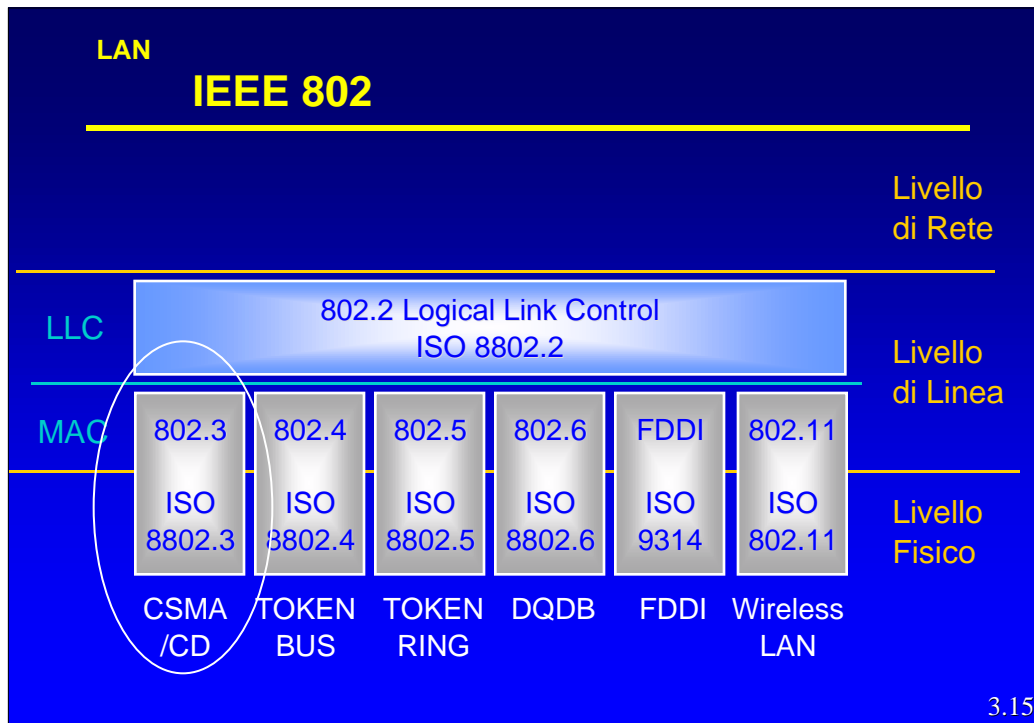 LAN
IEEE 802
Livello
di Rete
LLC
802.2 Logical Link Control
ISO 8802.2
Livello
di Linea
MAC
802.3
ISO
8802.3
802.4
ISO
8802.4
802.5
ISO
8802.5
802.6
ISO
8802.6
FDDI
ISO
9314
802.11
ISO
802.11
Livello
Fisico
CSMA
/CD
TOKEN
BUS
TOKEN
RING
DQDB
FDDI
Wireless
LAN
3.15